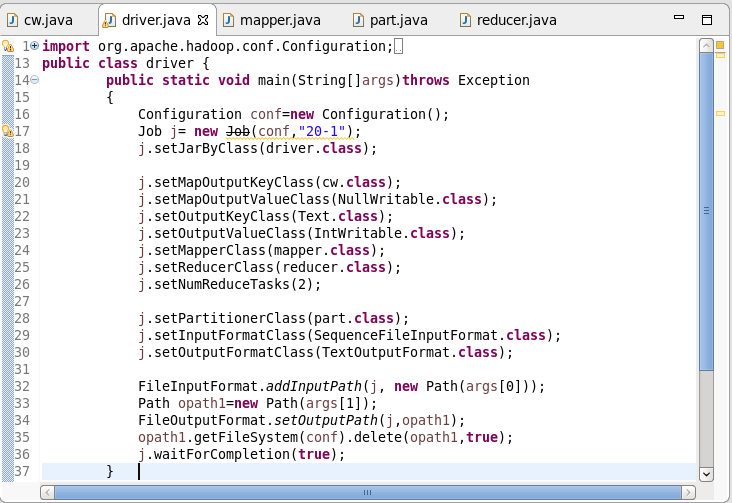 cw.java driver.java mapper.java part.java reducer.java
1 import org.apache.hadoop.conf.Configuration;
13 public class driver {
14 public static void main(String[]args)throws Exception
15 {
16 Configuration conf=new Configuration();
17 Job j= new Job(conf,"20-1");
18 j.setJarByClass(driver.class);
19
20 j.setMapOutputKeyClass(cw.class);
21 j.setMapOutputValueClass(NullWritable.class);
22 j.setOutputKeyClass(Text.class);
23 j.setOutputValueClass(IntWritable.class);
24 j.setMapperClass(mapper.class);
25 j.setReducerClass(reducer.class);
26 j.setNumReduceTasks(2);
27
28 j.setPartitionerClass(part.class);
29 j.setInputFormatClass(SequenceFileInputFormat.class);
30 j.setOutputFormatClass(TextOutputFormat.class);
31
32 FileInputFormat.addInputPath(j, new Path(args[0]));
33 Path opath1=new Path(args[1]);
34 FileOutputFormat.setOutputPath(j,opath1);
35 opath1.getFileSystem(conf).delete(opath1,true);
36 j.waitForCompletion(true);
37 }